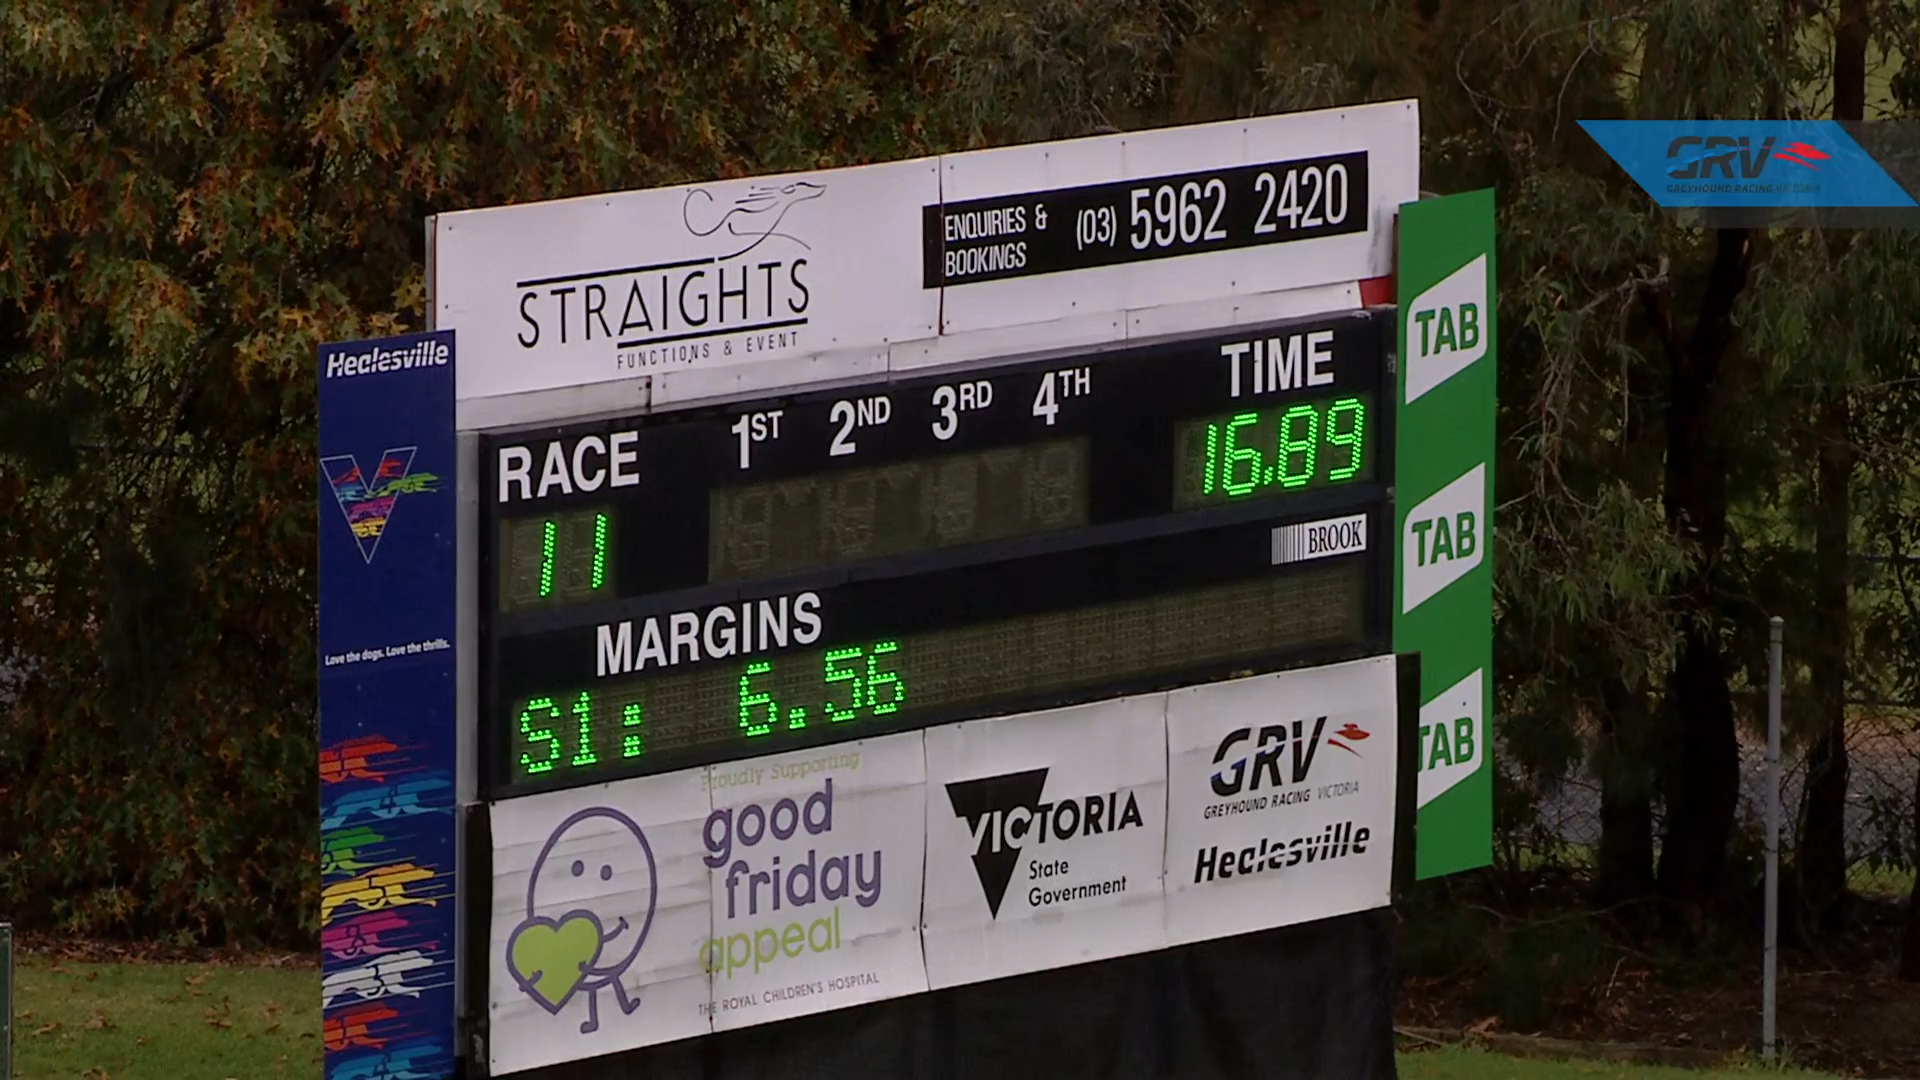 GRV
GREYHOUND RACING VICTORIA
STRAIGHTS
FUNCTIONS & EVENT
ENQUIRIES &
BOOKINGS
(03) 5962 2420
Healesville
Love the dogs. Love the thrills.
RACE 1ST 2ND 3RD 4TH TIME
11 16.89
BROOK
MARGINS
S1: 6.56
TAB
TAB
TAB
Proudly Supporting
good
friday
appeal
THE ROYAL CHILDREN'S HOSPITAL
VICTORIA
State
Government
GRV
GREYHOUND RACING VICTORIA
Healesville